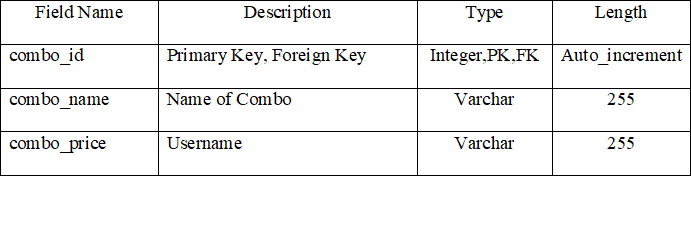 Field Name Description Type Length
combo_id Primary Key, Foreign Key Integer,PK,FK Auto_increment
combo_name Name of Combo Varchar 255
combo_price Username Varchar 255